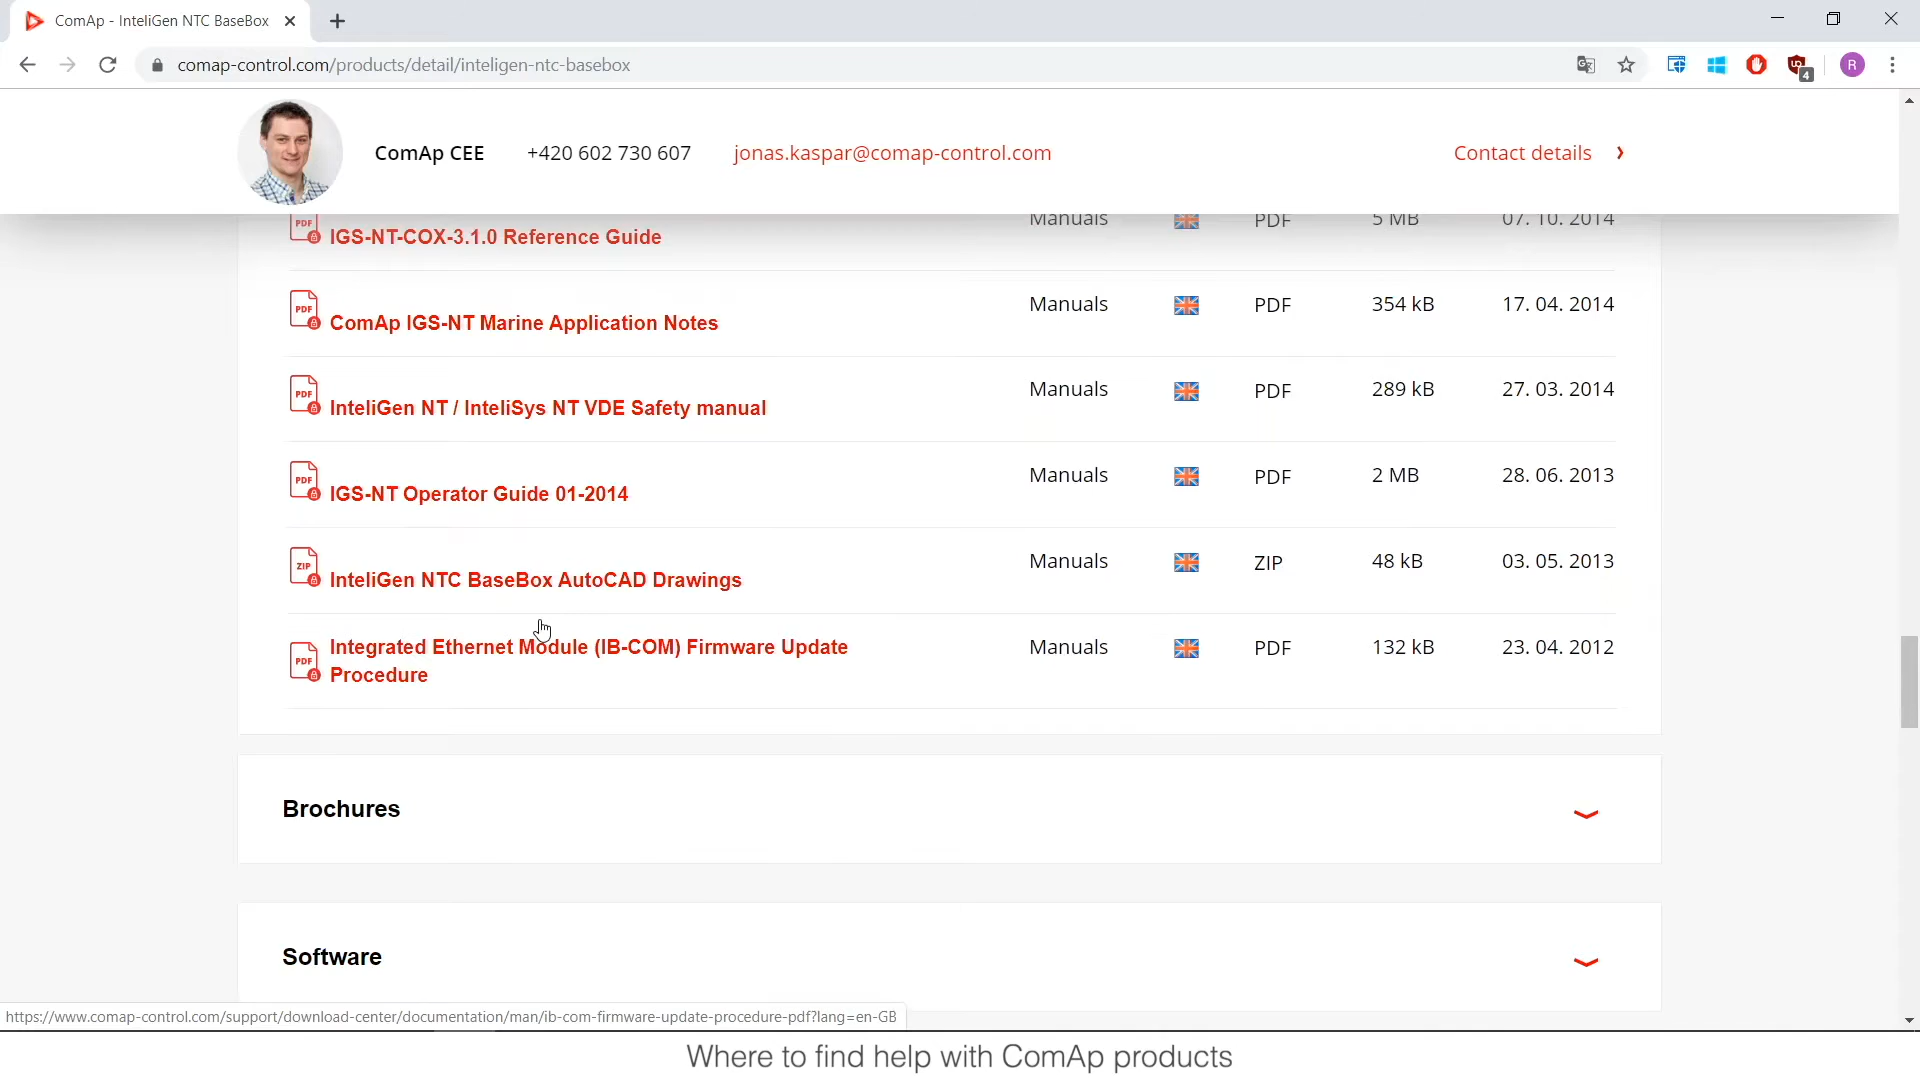 ComAp - InteliGen NTC BaseBox
comap-control.com/products/detail/inteligen-ntc-basebox
4
R
ComAp CEE +420 602 730 607 jonas.kaspar@comap-control.com Contact details
PDF IGS-NT-COX-3.1.0 Reference Guide Manuals PDF 5 MB 07. 10. 2014
PDF ComAp IGS-NT Marine Application Notes Manuals PDF 354 kB 17. 04. 2014
PDF InteliGen NT / InteliSys NT VDE Safety manual Manuals PDF 289 kB 27. 03. 2014
PDF IGS-NT Operator Guide 01-2014 Manuals PDF 2 MB 28. 06. 2013
ZIP InteliGen NTC BaseBox AutoCAD Drawings Manuals ZIP 48 kB 03. 05. 2013
PDF Integrated Ethernet Module (IB-COM) Firmware Update Manuals PDF 132 kB 23. 04. 2012
Procedure
Brochures
Software
https://www.comap-control.com/support/download-center/documentation/man/ib-com-firmware-update-procedure-pdf?lang=en-GB
Where to find help with ComAp products